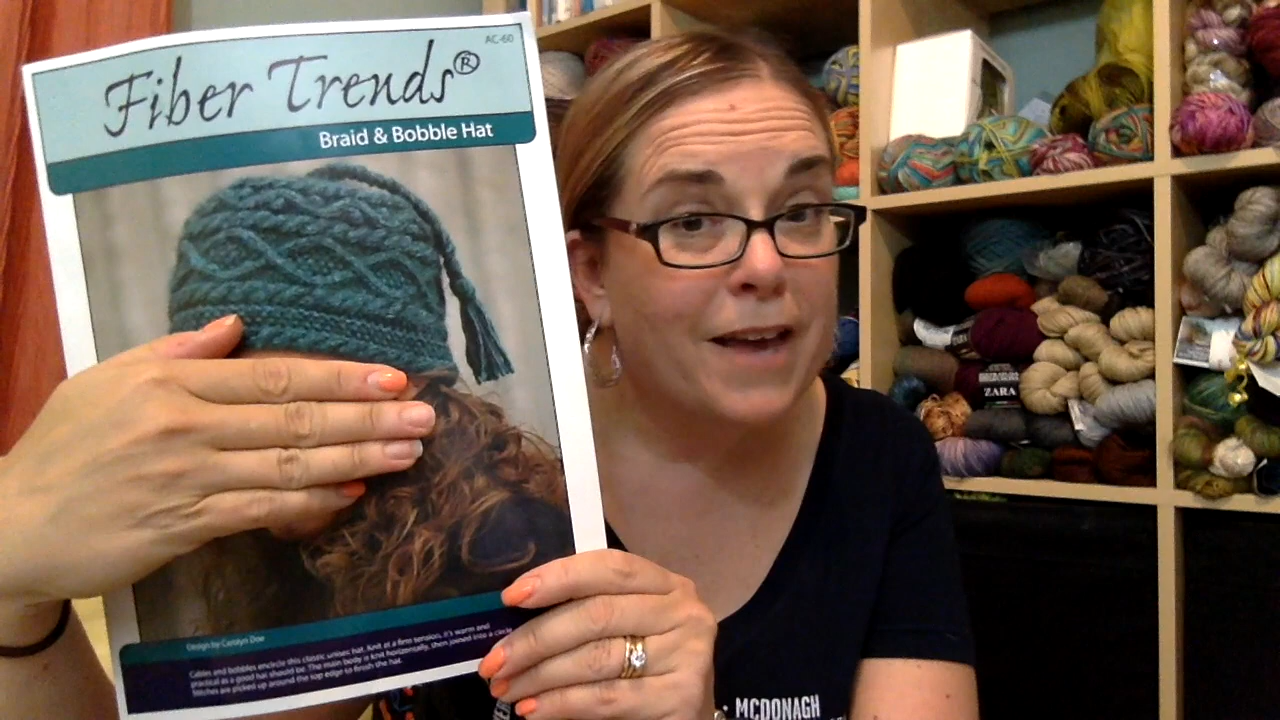 AC-60
Fiber Trends®
Braid & Bobble Hat
Design by Carolyn Doe
Cables and bobbles encircle this classic unisex hat. Knit at a firm tension, it's warm and
practical as a good hat should be. The main body is knit horizontally, then joined into a circle.
Stitches are picked up around the top edge to finish the hat.
ZARA
MCDONAGH